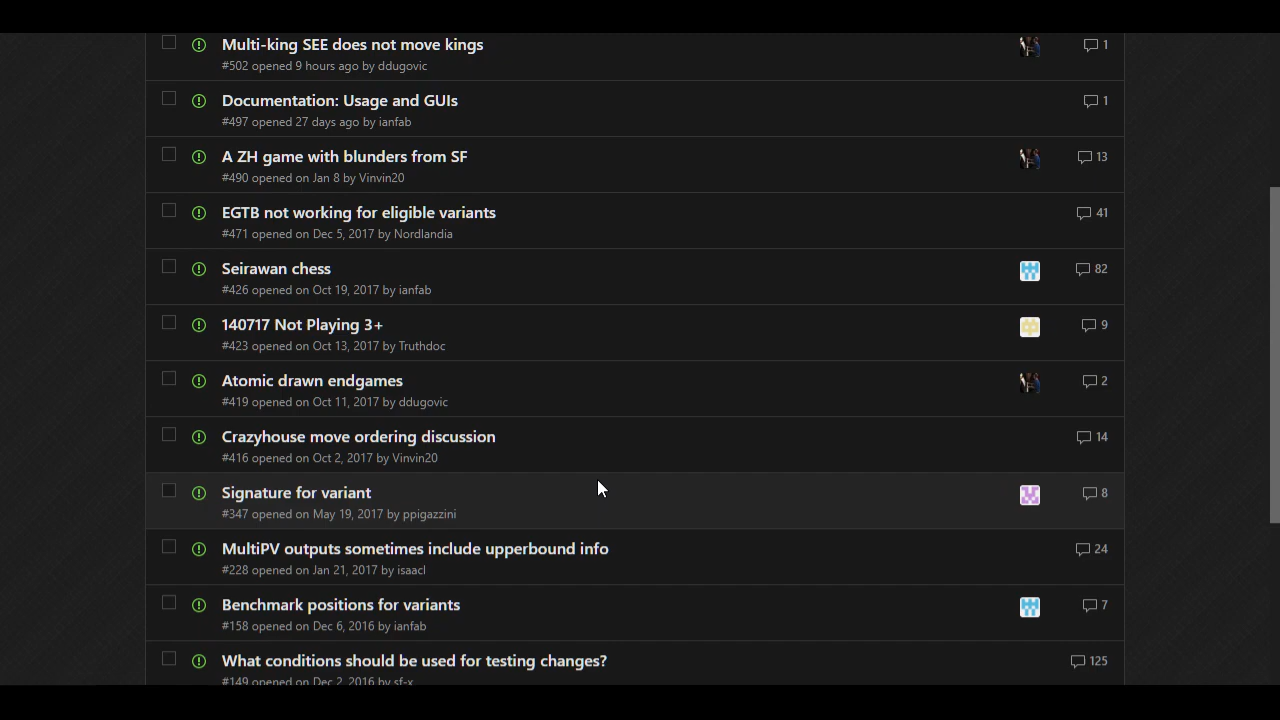 Multi-king SEE does not move kings
1
#502 opened 9 hours ago by ddugovic
Documentation: Usage and GUIs
1
#497 opened 27 days ago by ianfab
A ZH game with blunders from SF
13
#490 opened on Jan 8 by Vinvin20
EGTB not working for eligible variants
41
#471 opened on Dec 5, 2017 by Nordlandia
Seirawan chess
82
#426 opened on Oct 19, 2017 by ianfab
140717 Not Playing 3+
9
#423 opened on Oct 13, 2017 by Truthdoc
Atomic drawn endgames
2
#419 opened on Oct 11, 2017 by ddugovic
Crazyhouse move ordering discussion
14
#416 opened on Oct 2, 2017 by Vinvin20
Signature for variant
8
#347 opened on May 19, 2017 by ppigazzini
MultiPV outputs sometimes include upperbound info
24
#228 opened on Jan 21, 2017 by isaacl
Benchmark positions for variants
7
#158 opened on Dec 6, 2016 by ianfab
What conditions should be used for testing changes?
125
#149 opened on Dec 2, 2016 by sf-x